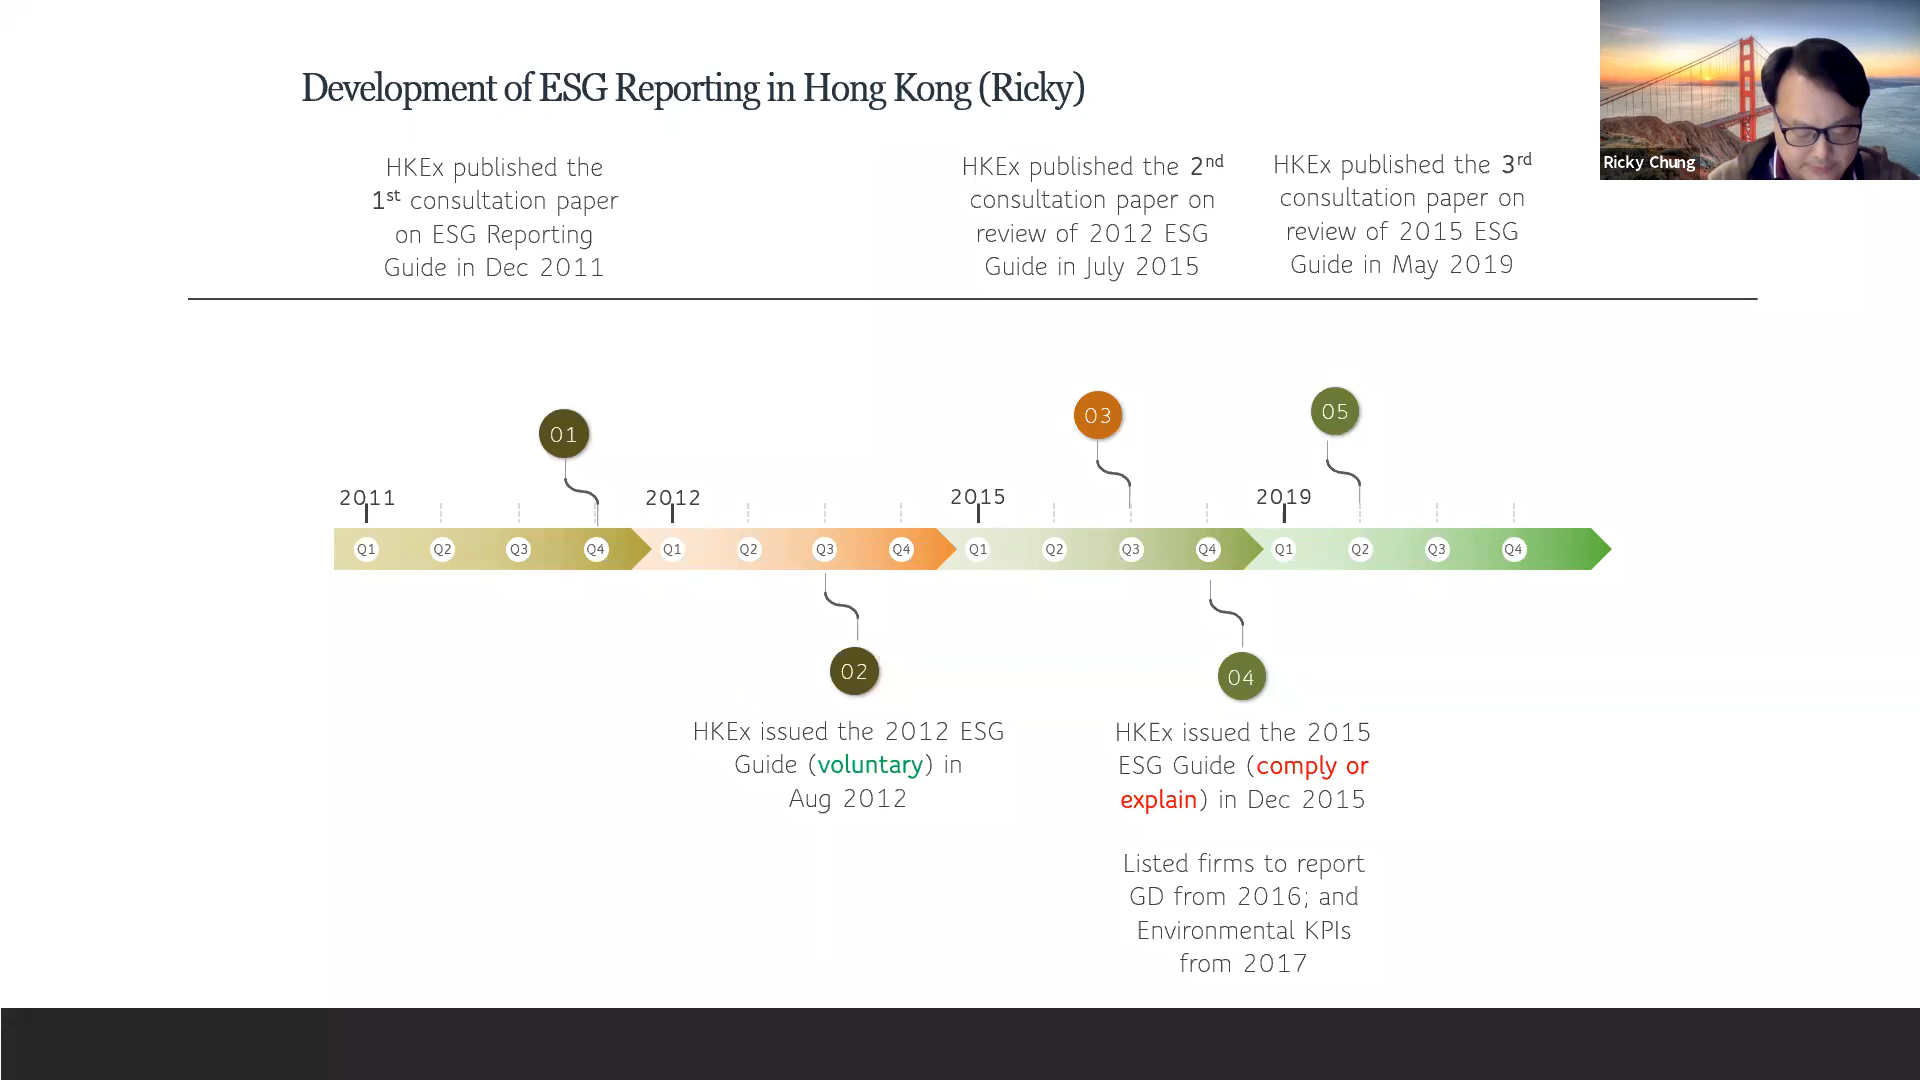 Development of ESG Reporting in Hong Kong (Ricky)
HKEx published the
1st consultation paper
on ESG Reporting
Guide in Dec 2011
HKEx published the 2nd
consultation paper on
review of 2012 ESG
Guide in July 2015
HKEx published the 3rd
consultation paper on
review of 2015 ESG
Guide in May 2019
Ricky Chung
01
03
05
2011
2012
2015
2019
Q1 Q2 Q3 Q4 Q1 Q2 Q3 Q4 Q1 Q2 Q3 Q4 Q1 Q2 Q3 Q4
02
04
HKEx issued the 2012 ESG
Guide (voluntary) in
Aug 2012
HKEx issued the 2015
ESG Guide (comply or
explain) in Dec 2015
Listed firms to report
GD from 2016; and
Environmental KPIs
from 2017